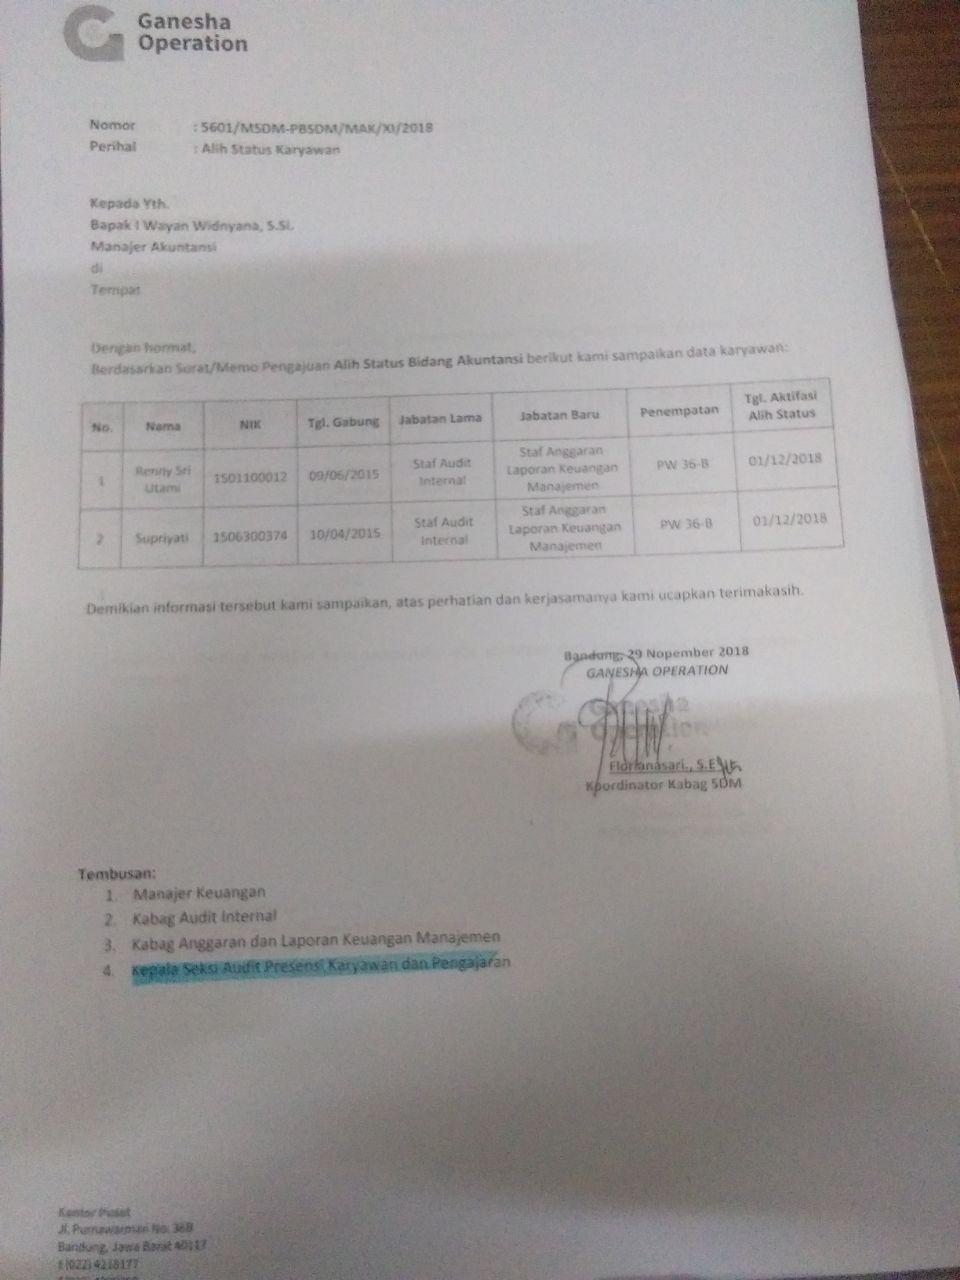 Ganesha
Operation
Nomor : 5601/MSDM-PBSDM/MAK/XI/2018
Perihal : Alih Status Karyawan
Kepada Yth.
Bapak I Wayan Widnyana, S.Si.
Manajer Akuntansi
di
Tempat
Dengan hormat,
Berdasarkan Surat/Memo Pengajuan Alih Status Bidang Akuntansi berikut kami sampaikan data karyawan:
No. Nama NIK Tgl. Gabung Jabatan Lama Jabatan Baru Penempatan Tgl. Aktifasi Alih Status
1 Renny Sri Utami 1501100012 09/06/2015 Staf Audit Internal Staf Anggaran Laporan Keuangan Manajemen PW 36-B 01/12/2018
2 Supriyati 1506300374 10/04/2015 Staf Audit Internal Staf Anggaran Laporan Keuangan Manajemen PW 36-B 01/12/2018
Demikian informasi tersebut kami sampaikan, atas perhatian dan kerjasamanya kami ucapkan terimakasih.
Bandung, 29 Nopember 2018
GANESHA OPERATION
Ganesha
Operation
Florianasari., S.E
Koordinator Kabag SDM
Tembusan:
1. Manajer Keuangan
2. Kabag Audit Internal
3. Kabag Anggaran dan Laporan Keuangan Manajemen
4. Kepala Seksi Audit Presensi Karyawan dan Pengajaran
Kantor Pusat
Jl. Purnawarman No. 36B
Bandung, Jawa Barat 40117
t (022) 4218177